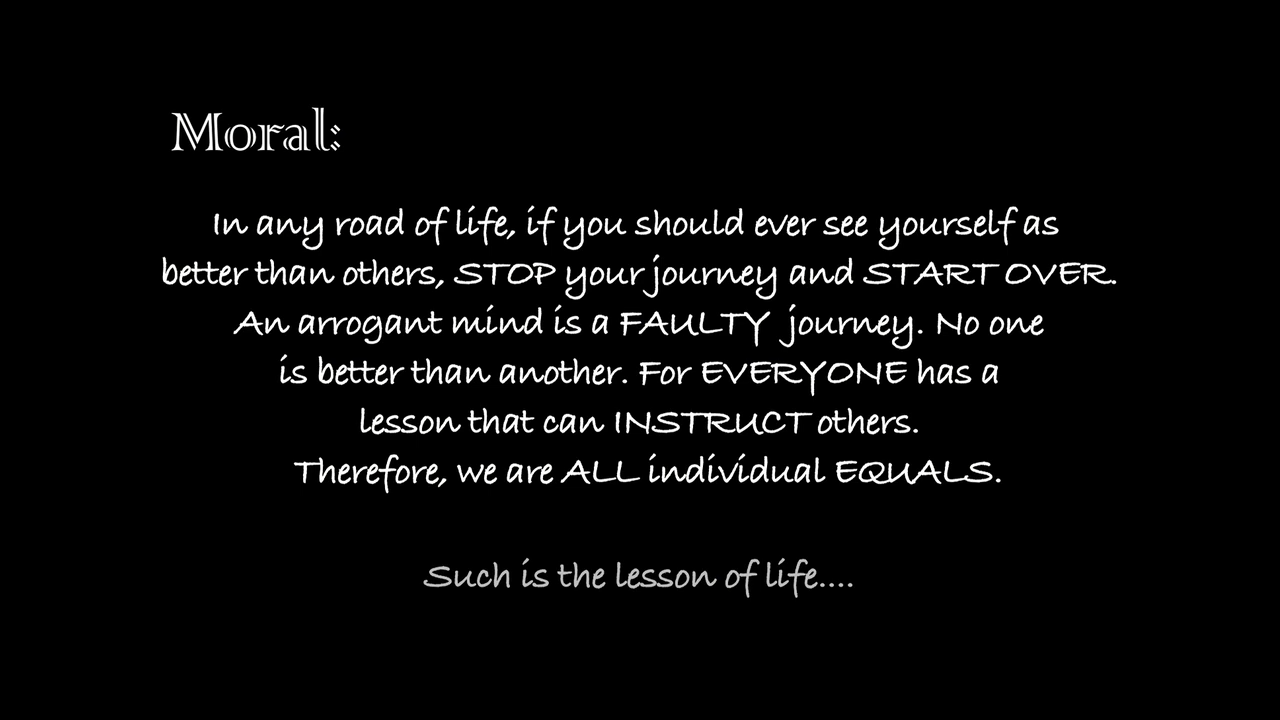 Moral:
In any road of life, if you should ever see yourself as
better than others, STOP your journey and START OVER.
An arrogant mind is a FAULTY journey. No one
is better than another. For EVERYONE has a
lesson that can INSTRUCT others.
Therefore, we are ALL individual EQUALS.
Such is the lesson of life....